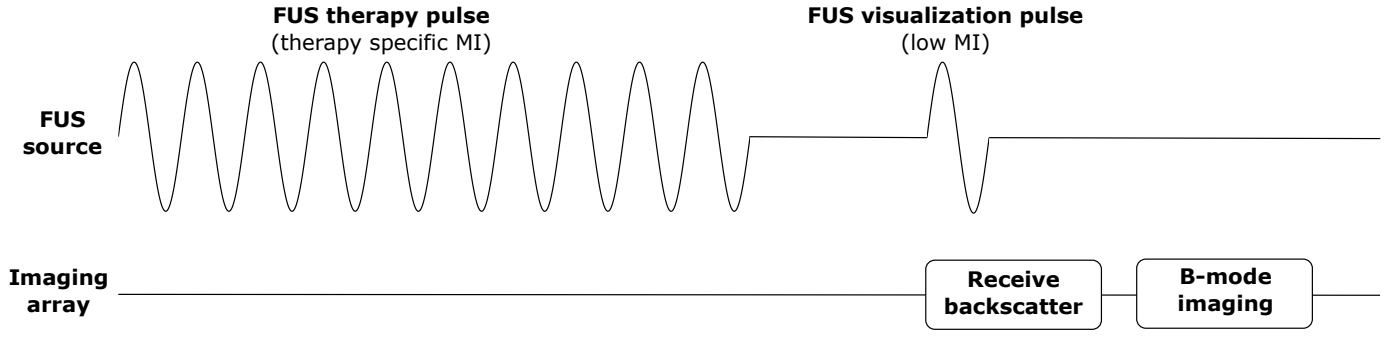 FUS therapy pulse
(therapy specific MI)
FUS visualization pulse
(low MI)
FUS
source
Imaging
array
Receive
backscatter
B-mode
imaging